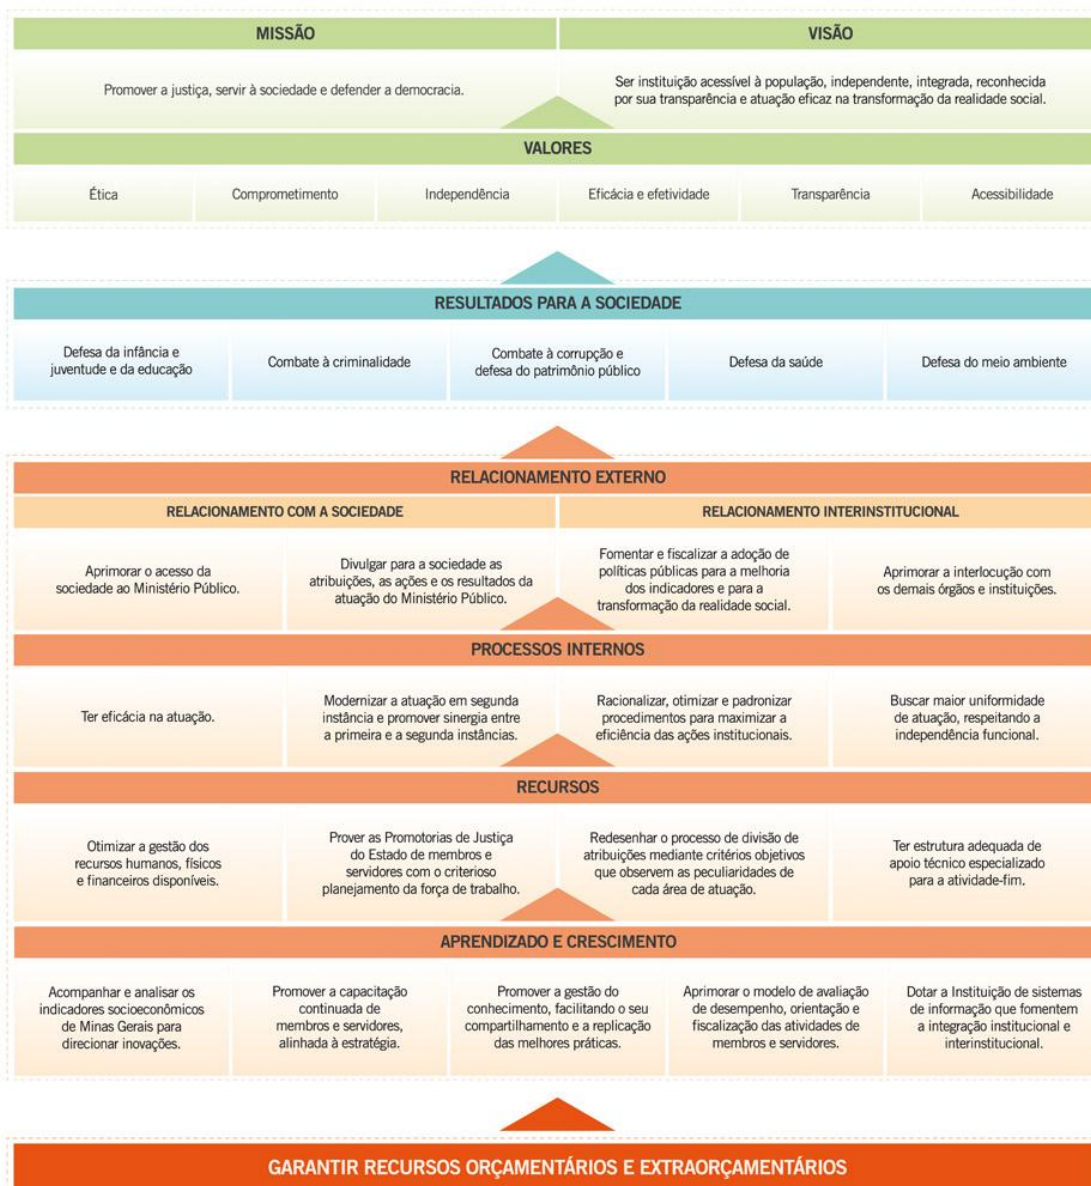 MISSÃO
VISÃO
Promover a justiça, servir à sociedade e defender a democracia.
Ser instituição acessível à população, independente, integrada, reconhecida
por sua transparência e atuação eficaz na transformação da realidade social.
VALORES
Ética
Comprometimento
Independência
Eficácia e efetividade
Transparência
Acessibilidade
RESULTADOS PARA A SOCIEDADE
Defesa da infância e
juventude e da educação
Combate à criminalidade
Combate à corrupção e
defesa do patrimônio público
Defesa da saúde
Defesa do meio ambiente
RELACIONAMENTO EXTERNO
RELACIONAMENTO COM A SOCIEDADE
RELACIONAMENTO INTERINSTITUCIONAL
Aprimorar o acesso da
sociedade ao Ministério Público.
Divulgar para a sociedade as
atribuições, as ações e os resultados da
atuação do Ministério Público.
Fomentar e fiscalizar a adoção de
políticas públicas para a melhoria
dos indicadores e para a
transformação da realidade social.
Aprimorar a interlocução com
os demais órgãos e instituições.
PROCESSOS INTERNOS
Ter eficácia na atuação.
Modernizar a atuação em segunda
instância e promover sinergia entre
a primeira e a segunda instâncias.
Racionalizar, otimizar e padronizar
procedimentos para maximizar a
eficiência das ações institucionais.
Buscar maior uniformidade
de atuação, respeitando a
independência funcional.
RECURSOS
Otimizar a gestão dos
recursos humanos, físicos
e financeiros disponíveis.
Prover as Promotorias de Justiça
do Estado de membros e
servidores com o criterioso
planejamento da força de trabalho.
Redesenhar o processo de divisão de
atribuições mediante critérios objetivos
que observem as peculiaridades de
cada área de atuação.
Ter estrutura adequada de
apoio técnico especializado
para a atividade-fim.
APRENDIZADO E CRESCIMENTO
Acompanhar e analisar os
indicadores socioeconômicos
de Minas Gerais para
direcionar inovações.
Promover a capacitação
continuada de
membros e servidores,
alinhada à estratégia.
Promover a gestão do
conhecimento, facilitando o seu
compartilhamento e a replicação
das melhores práticas.
Aprimorar o modelo de avaliação
de desempenho, orientação e
fiscalização das atividades de
membros e servidores.
Dotar a Instituição de sistemas
de informação que fomentem
a integração institucional e
interinstitucional.
GARANTIR RECURSOS ORÇAMENTÁRIOS E EXTRAORÇAMENTÁRIOS